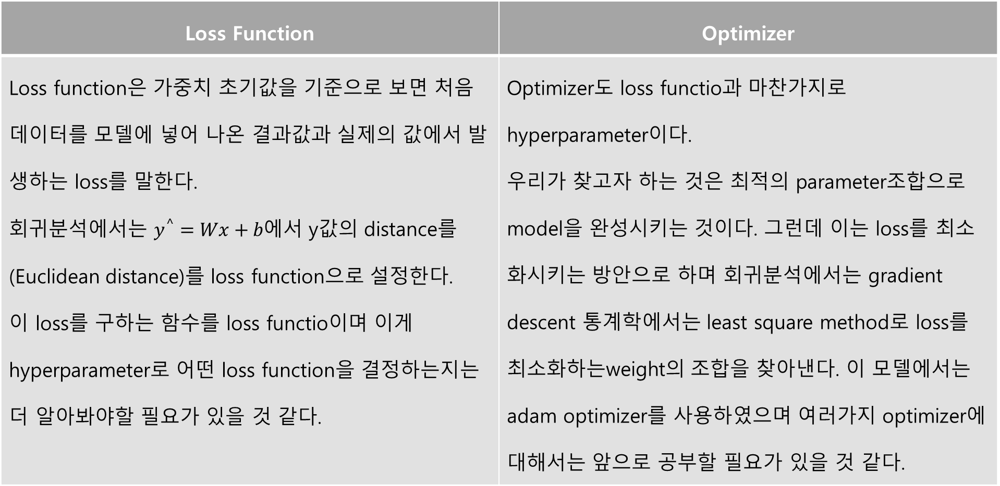 Loss Function
Optimizer
Loss function은 가중치 초기값을 기준으로 보면 처음
데이터를 모델에 넣어 나온 결과값과 실제의 값에서 발
생하는 loss를 말한다.
회귀분석에서는 y^ = Wx + b에서 y값의 distance를
(Euclidean distance)를 loss function으로 설정한다.
이 loss를 구하는 함수를 loss functio이며 이게
hyperparameter로 어떤 loss function을 결정하는지는
더 알아봐야할 필요가 있을 것 같다.
Optimizer도 loss functio과 마찬가지로
hyperparameter이다.
우리가 찾고자 하는 것은 최적의 parameter조합으로
model을 완성시키는 것이다. 그런데 이는 loss를 최소
화시키는 방안으로 하며 회귀분석에서는 gradient
descent 통계학에서는 least square method로 loss를
최소화하는weight의 조합을 찾아낸다. 이 모델에서는
adam optimizer를 사용하였으며 여러가지 optimizer에
대해서는 앞으로 공부할 필요가 있을 것 같다.